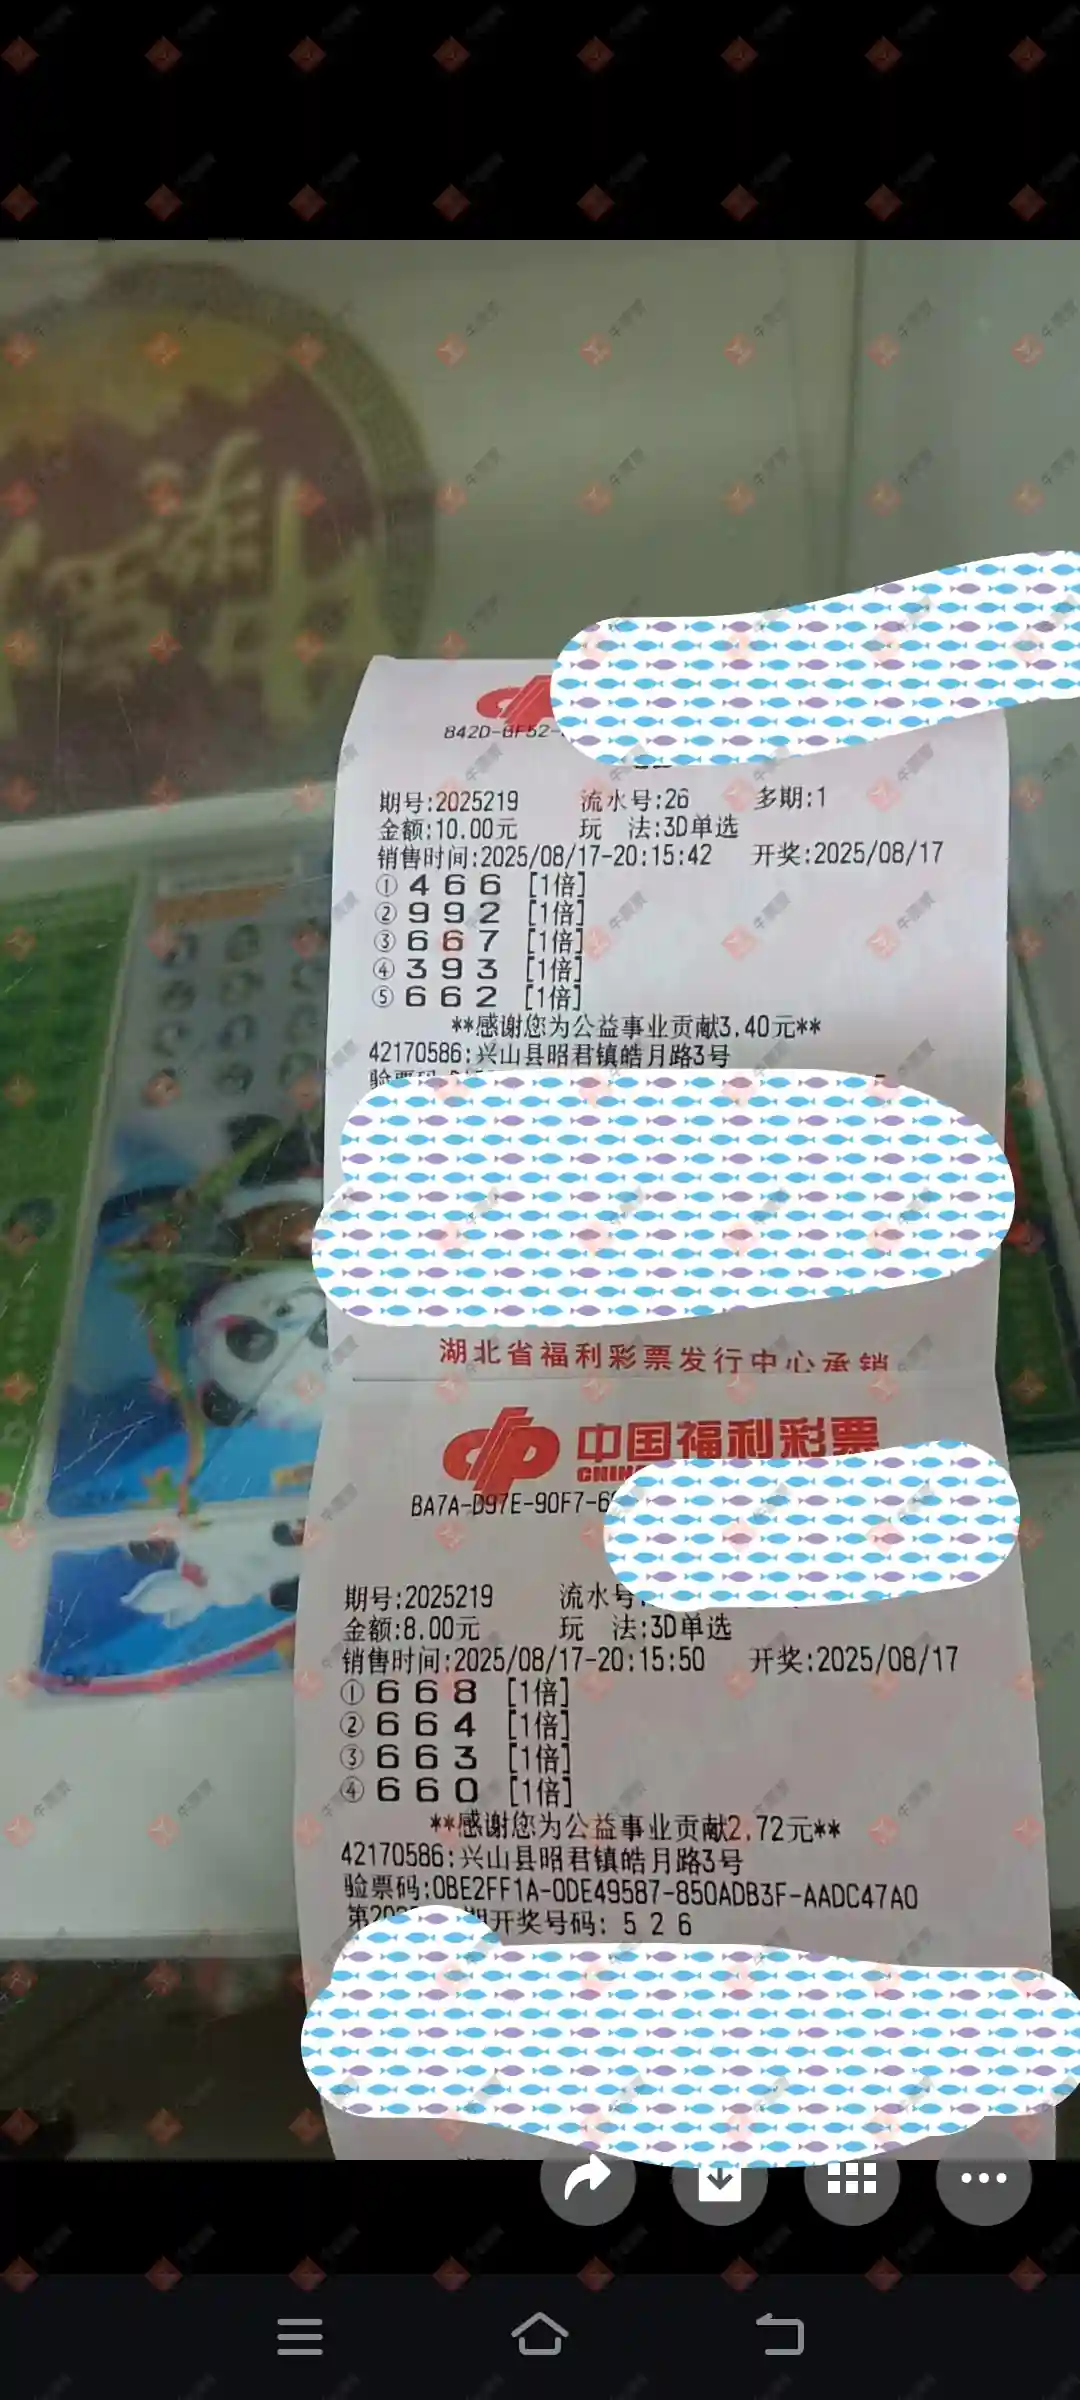 842D-6F52-
期号:2025219 流水号:26 多期:1
金额:10.00元 玩 法:3D单选
销售时间:2025/08/17-20:15:42 开奖:2025/08/17
① 4 6 6 [1倍]
② 9 9 2 [1倍]
③ 6 6 7 [1倍]
④ 3 9 3 [1倍]
⑤ 6 6 2 [1倍]
**感谢您为公益事业贡献3.40元**
42170586:兴山县昭君镇皓月路3号
验票码:
湖北省福利彩票发行中心承销
中国福利彩票
BA7A-D97E-90F7-6
期号:2025219 流水号
金额:8.00元 玩 法:3D单选
销售时间:2025/08/17-20:15:50 开奖:2025/08/17
① 6 6 8 [1倍]
② 6 6 4 [1倍]
③ 6 6 3 [1倍]
④ 6 6 0 [1倍]
**感谢您为公益事业贡献2.72元**
42170586:兴山县昭君镇皓月路3号
验票码:0BE2FF1A-0DE49587-850ADB3F-AADC47A0
第202 期开奖号码: 5 2 6